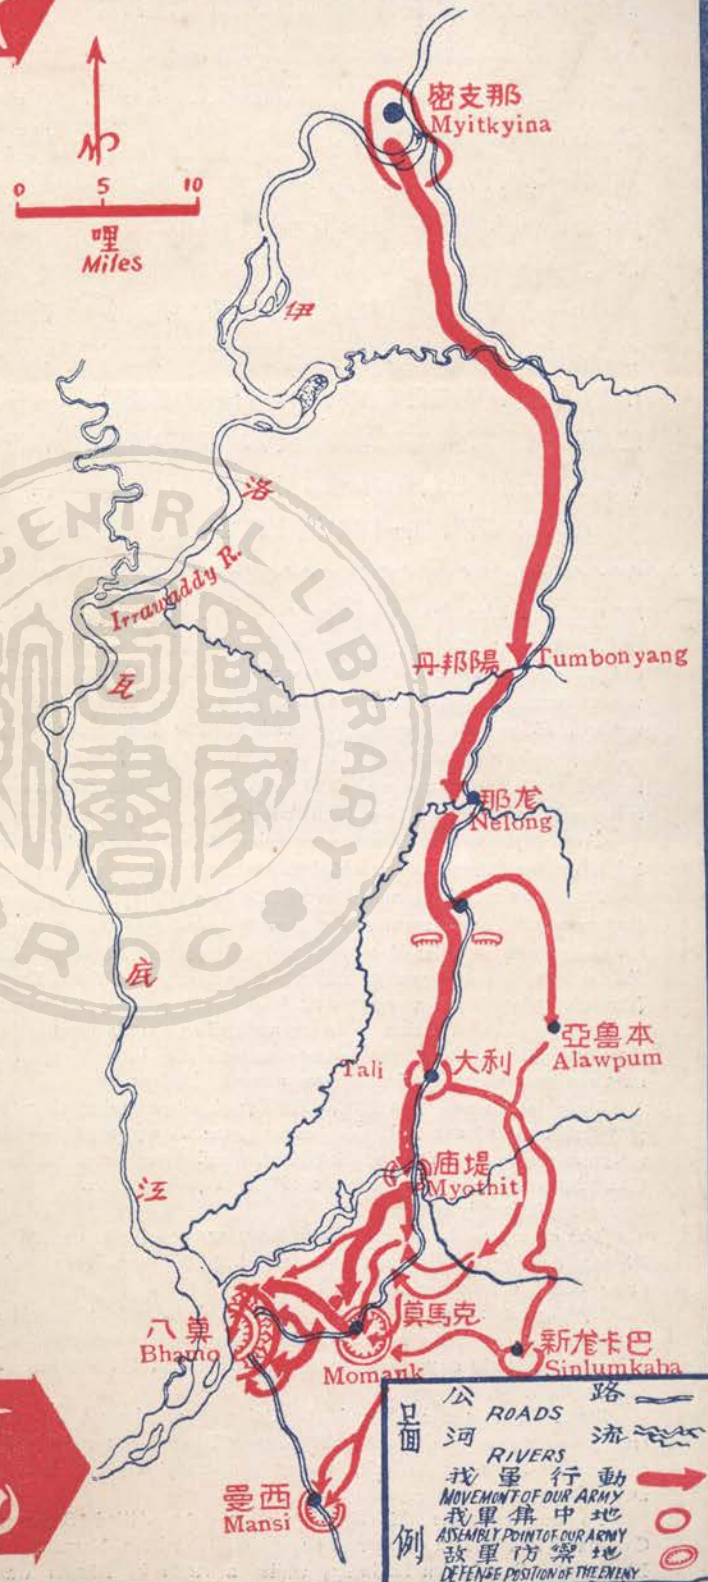 密支那
Myitkyina
0 5 10
哩
Miles
伊
洛
Irrawaddy R.
瓦
底
江
丹邦陽 Tumbonyang
那龙
Nelong
亞魯本
Alawpum
Tali 大利
庙堤
Myothit
八莫
Bhamo
莫馬克
Momauk
新龙卡巴
Sinlumkaba
曼西
Mansi
圖例
公路
ROADS
河流
RIVERS
我軍行動
MOVEMONT OF OUR ARMY
我軍集中地
ASSEMBLY POINT OF OUR ARMY
敌軍防禦地
DEFENSE POSITION OF THE ENEMY
CENTRAL LIBRARY
ROC
國家圖書